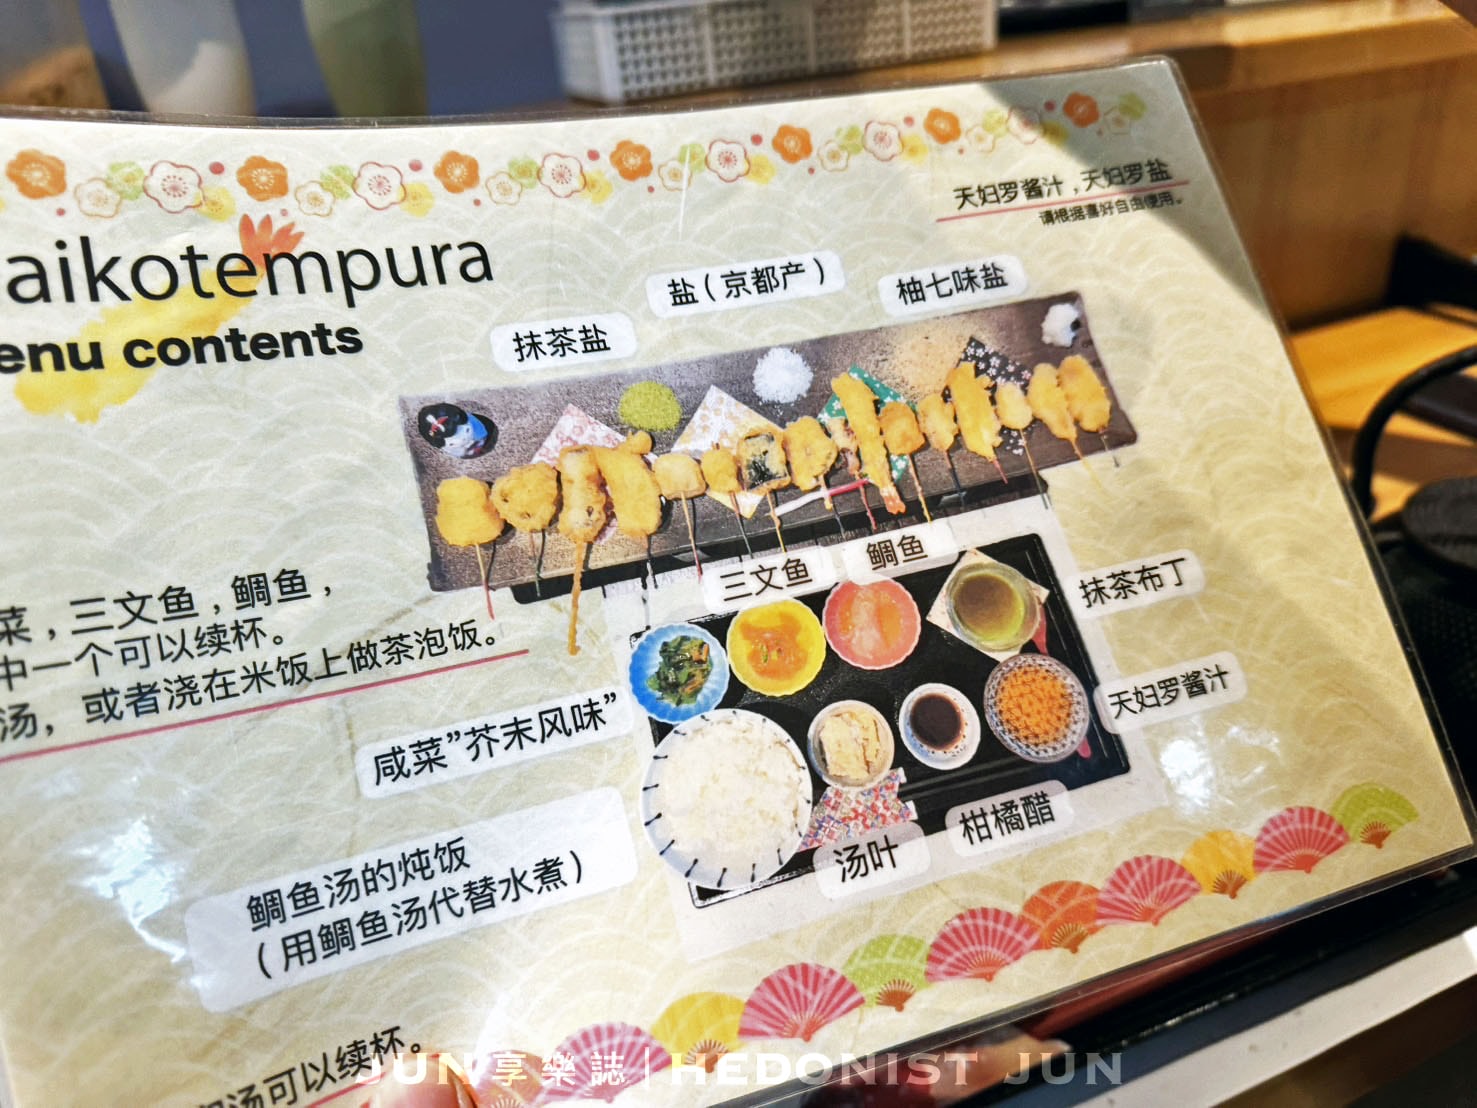 天妇罗酱汁,天妇罗盐
请根据喜好自由使用。
aikotempura
enu contents
盐(京都产)
柚七味盐
抹茶盐
三文鱼
鲷鱼
抹茶布丁
天妇罗酱汁
菜,三文鱼,鲷鱼,
中一个可以续杯。
汤,或者浇在米饭上做茶泡饭。
咸菜”芥末风味”
鲷鱼汤的炖饭
(用鲷鱼汤代替水煮)
汤叶
柑橘醋
汤可以续杯。
JUN享樂誌|HEDONIST JUN